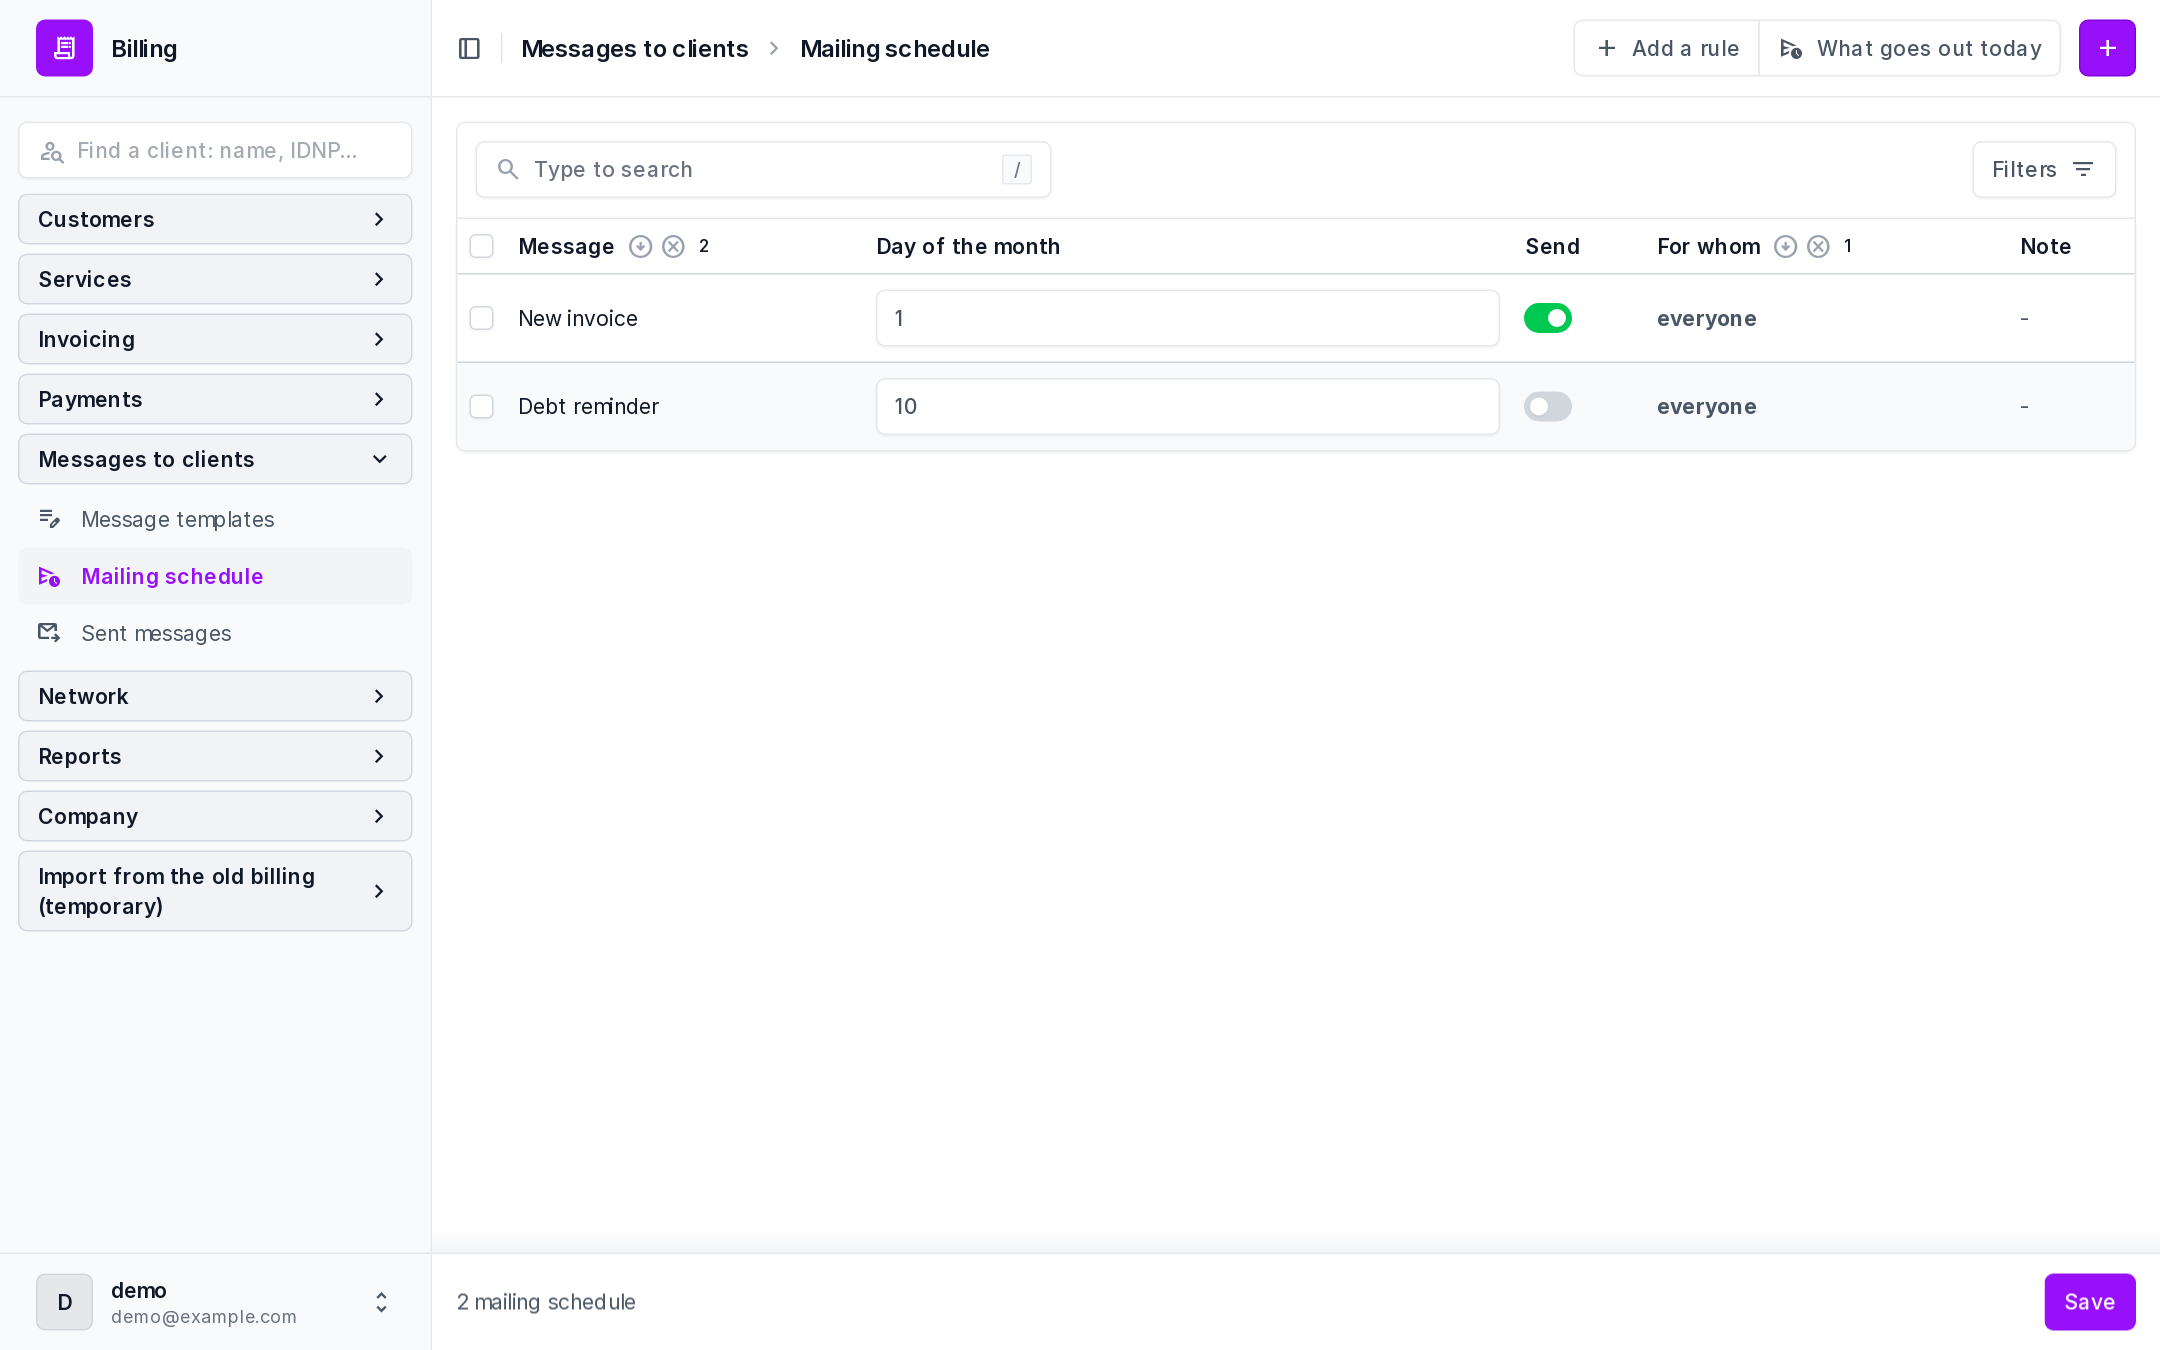 Billing
Messages to clients
Mailing schedule
Add a rule
What goes out today
Find a client: name, IDNP...
Customers
Services
Invoicing
Payments
Messages to clients
Message templates
Mailing schedule
Sent messages
Network
Reports
Company
Import from the old billing
(temporary)
D
demo
demo@example.com
Type to search
/
Filters
Message 2
Day of the month
Send
For whom 1
Note
New invoice
1
everyone
-
Debt reminder
10
everyone
-
2 mailing schedule
Save